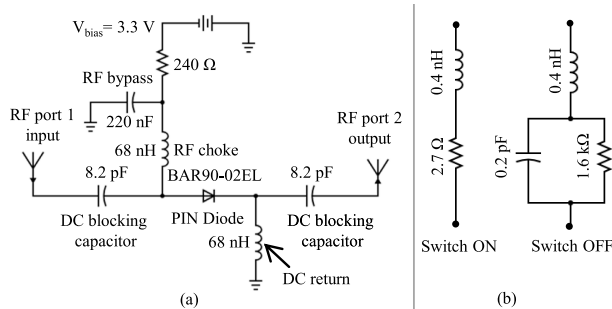 V_bias= 3.3 V
240 Ω
RF bypass
220 nF
RF port 1
input
68 nH
RF choke
RF port 2
output
8.2 pF
BAR90-02EL
8.2 pF
DC blocking
capacitor
PIN Diode
DC blocking
capacitor
68 nH
DC return
(a)
0.4 nH
2.7 Ω
Switch ON
0.4 nH
0.2 pF
1.6 kΩ
Switch OFF
(b)